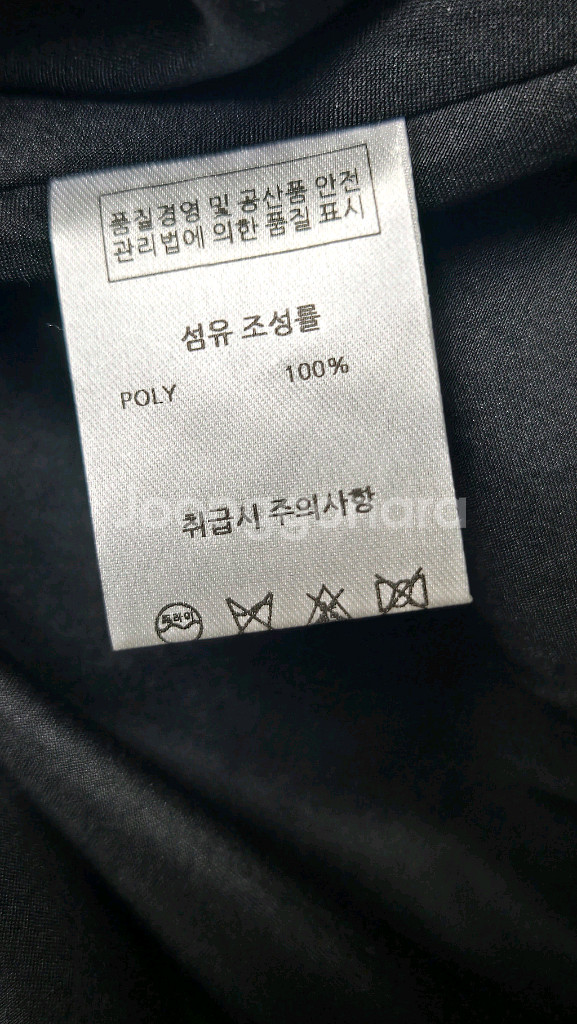 품질경영 및 공산품 안전
관리법에 의한 품질 표시
섬유 조성률
POLY 100%
취급시 주의사항
드라이